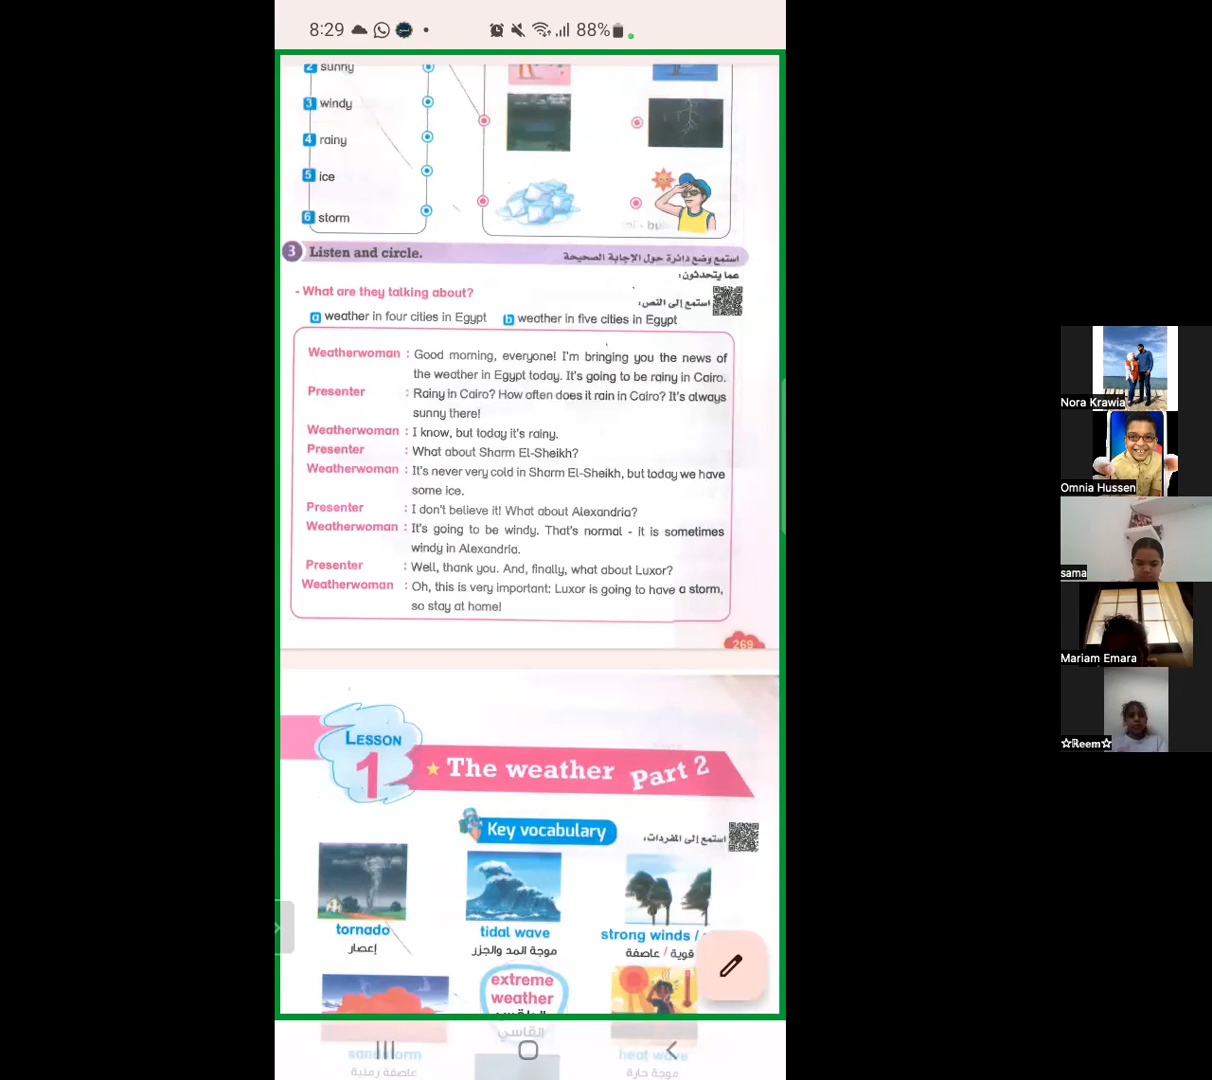 8:29
88%
2 sunny
3 windy
4 rainy
5 ice
6 storm
3 Listen and circle.
استمع وضع دائرة حول الإجابة الصحيحة
عما يتحدثون:
- What are they talking about?
استمع إلى النص:
a weather in four cities in Egypt b weather in five cities in Egypt
Weatherwoman : Good morning, everyone! I'm bringing you the news of
the weather in Egypt today. It's going to be rainy in Cairo.
Presenter : Rainy in Cairo? How often does it rain in Cairo? It's always
sunny there!
Weatherwoman : I know, but today it's rainy.
Presenter : What about Sharm El-Sheikh?
Weatherwoman : It's never very cold in Sharm El-Sheikh, but today we have
some ice.
Presenter : I don't believe it! What about Alexandria?
Weatherwoman : It's going to be windy. That's normal - it is sometimes
windy in Alexandria.
Presenter : Well, thank you. And, finally, what about Luxor?
Weatherwoman : Oh, this is very important: Luxor is going to have a storm,
so stay at home!
269
LESSON
1
The weather Part 2
Key vocabulary
استمع إلى المفردات:
tornado
إعصار
tidal wave
موجة المد والجزر
strong winds /
قوية / عاصفة
extreme
weather
القاسي
heat wave
عاصفة رملية
موجة حارة
Nora Krawia
Omnia Hussen
sama
Mariam Emara
☆Reem☆